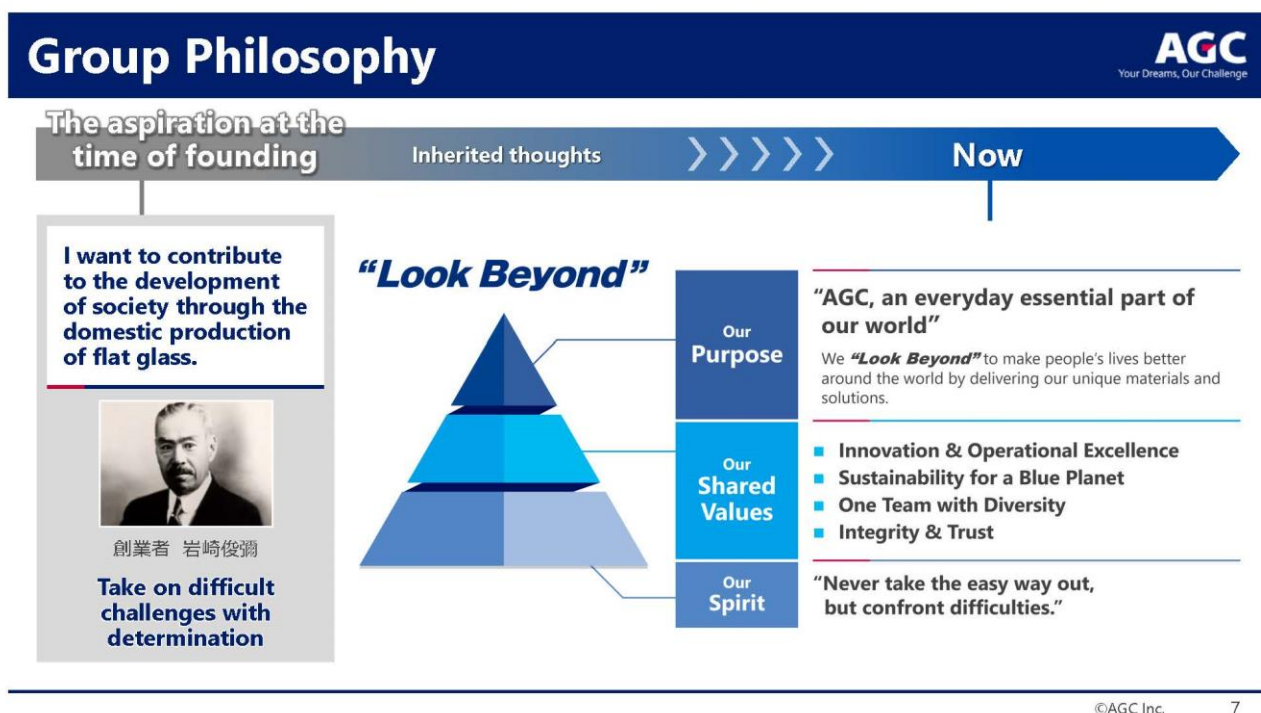 Group Philosophy
AGC
Your Dreams, Our Challenge
The aspiration at the
time of founding
Inherited thoughts
Now
I want to contribute
to the development
of society through the
domestic production
of flat glass.
創業者 岩崎俊彌
Take on difficult
challenges with
determination
“Look Beyond”
Our
Purpose
“AGC, an everyday essential part of
our world”
We “Look Beyond” to make people’s lives better
around the world by delivering our unique materials and
solutions.
Our
Shared
Values
Innovation & Operational Excellence
Sustainability for a Blue Planet
One Team with Diversity
Integrity & Trust
Our
Spirit
“Never take the easy way out,
but confront difficulties.”
©AGC Inc.
7